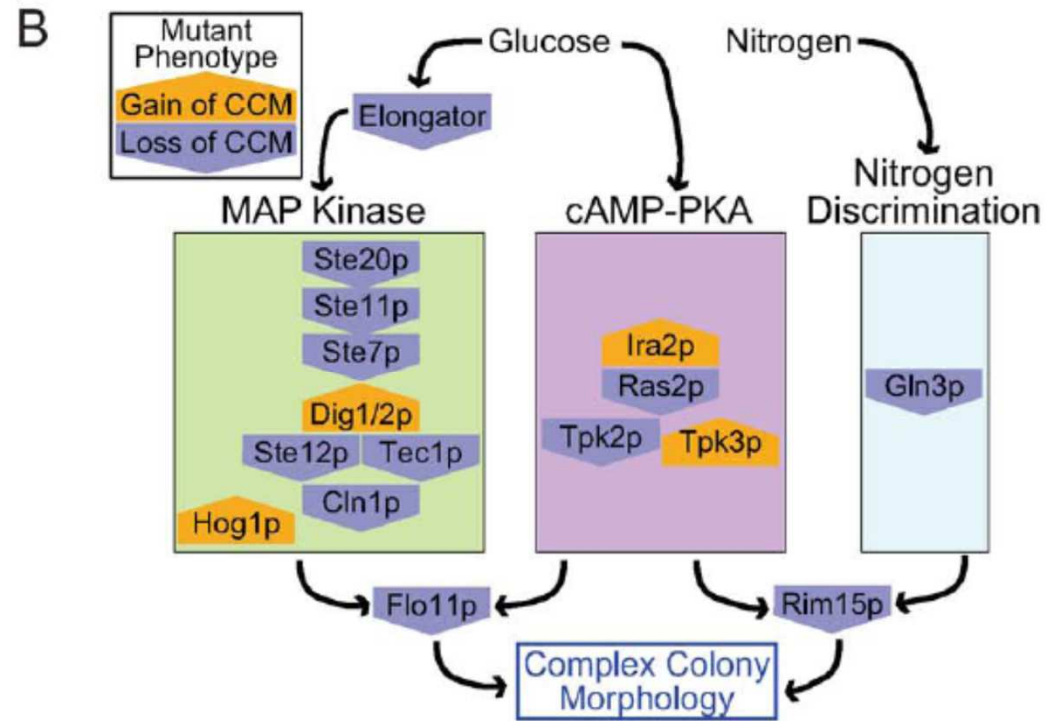 B
Mutant
Phenotype
Gain of CCM
Loss of CCM
Glucose
Nitrogen
Elongator
MAP Kinase
cAMP-PKA
Nitrogen
Discrimination
Ste20p
Ste11p
Ste7p
Dig1/2p
Ste12p
Tec1p
Cln1p
Hog1p
Ira2p
Ras2p
Tpk2p
Tpk3p
Gln3p
Flo11p
Rim15p
Complex Colony
Morphology